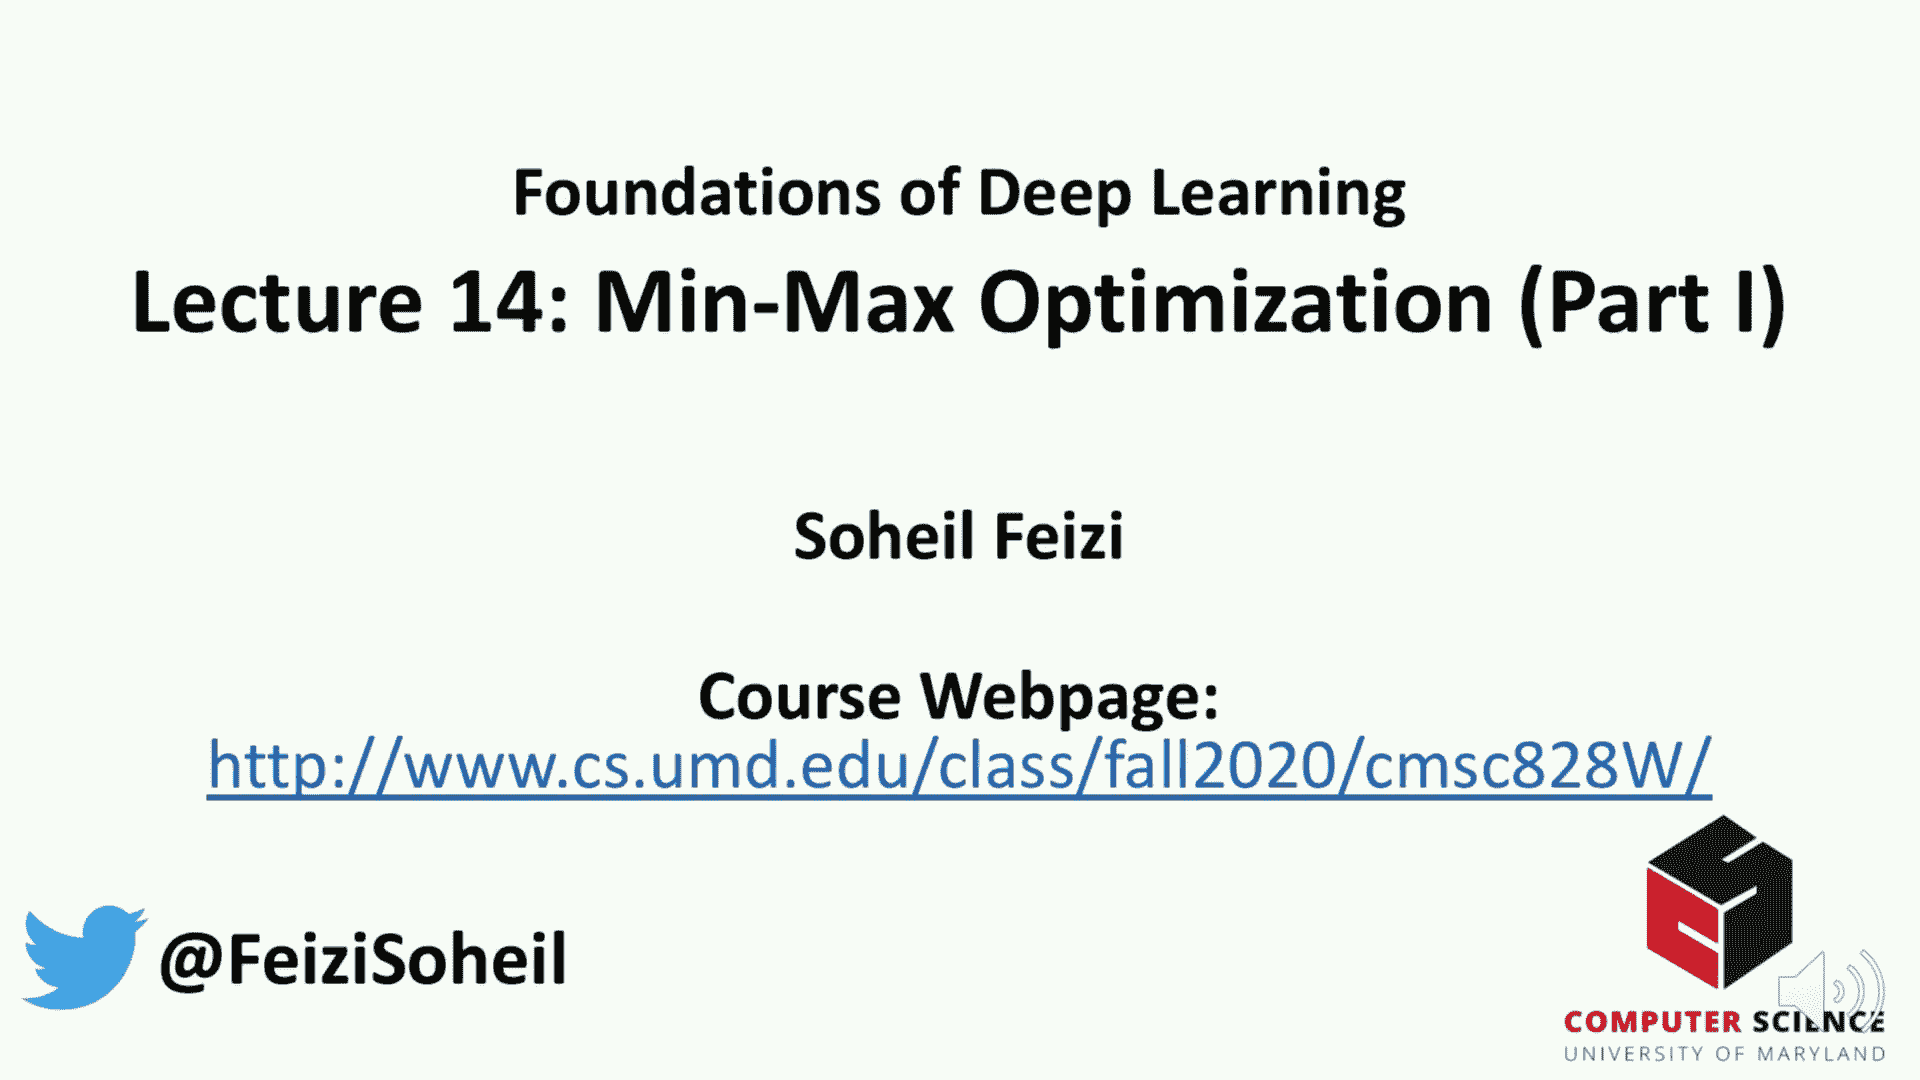 Foundations of Deep Learning
Lecture 14: Min-Max Optimization (Part I)
Soheil Feizi
Course Webpage:
http://www.cs.umd.edu/class/fall2020/cmsc828W/
@FeiziSoheil
COMPUTER SCIENCE
UNIVERSITY OF MARYLAND